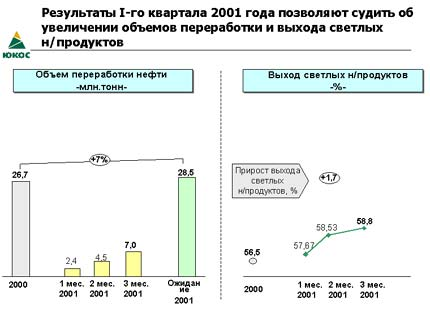 Результаты I-го квартала 2001 года позволяют судить об
увеличении объемов переработки и выхода светлых
н/продуктов
ЮКОС
Объем переработки нефти
-млн.тонн-
+7%
26,7
2,4
4,5
7,0
28,5
2000
1 мес.
2001
2 мес.
2001
3 мес.
2001
Ожидан
ие
2001
Выход светлых н/продуктов
-%-
Прирост выхода
светлых
н/продуктов, %
+1,7
56,5
57,67
58,53
58,8
2000
1 мес.
2001
2 мес.
2001
3 мес.
2001